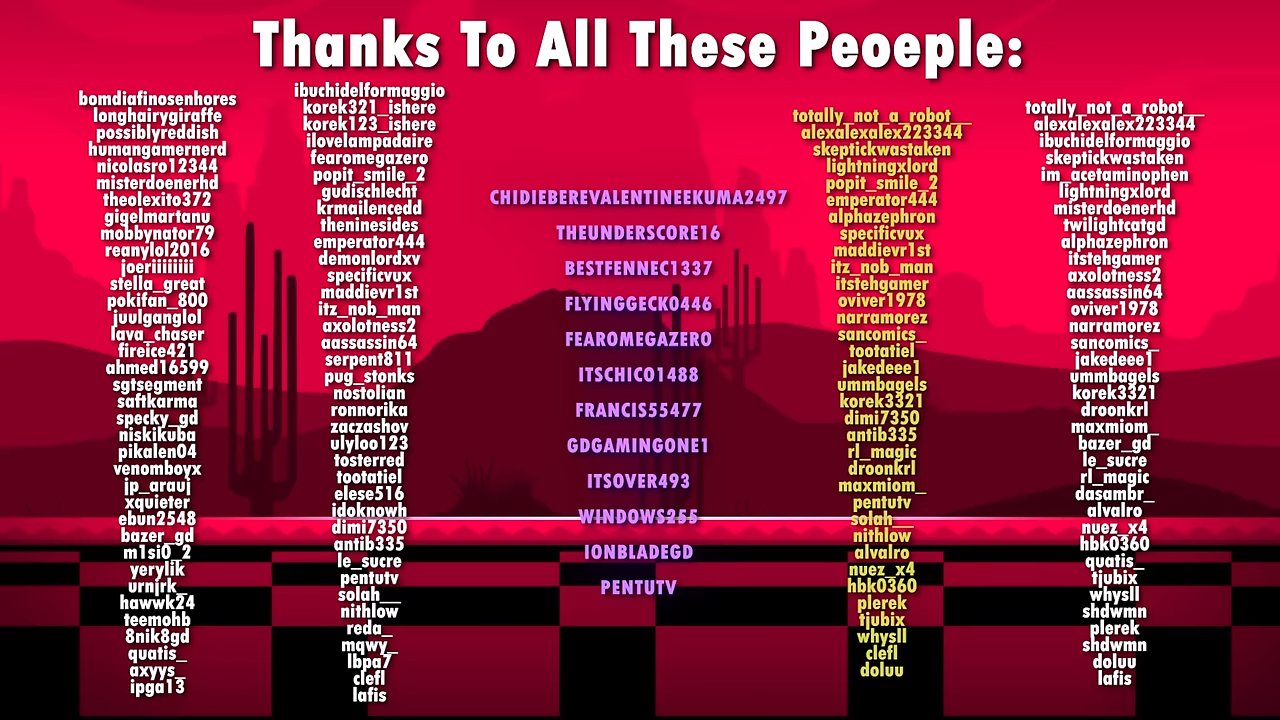 Thanks To All These Peoeple:
bomdiafinosenhores
longhairygiraffe
possiblyreddish
humangamernerd
nicolasro12344
misterdoenerhd
theolexito372
gigelmartanu
mobbynator79
reanylol2016
joeriiiiiiii
stella_great
pokifan_800
juulganglol
lava_chaser
fireice421
ahmed16599
sgtsegment
saftkarma
specky_gd
niskikuba
pikalen04
venomboyx
jp_arauj
xquieter
ebun2548
bazer_gd
m1si0_2
yerylik
urnjrk_
hawwk24
teemohb
8nik8gd
quatis_
axyys_
ipga13
ibuchidelformaggio
korek321_ishere
korek123_ishere
ilovelampadaire
fearomegazero
popit_smile_2
gudischlecht
krmailencedd
theninesides
emperator444
demonlordxv
specificvux
maddievr1st
itz_nob_man
axolotness2
aassassin64
serpent811
pug_stonks
nostolian
ronnorika
zaczashov
ulyloo123
tosterred
tootatiel
elese516
idoknowh
dimi7350
antib335
le_sucre
pentutv
solah__
nithlow
reda_
mqwy_
lbpa7
clefl
lafis
CHIDIEBEREVALENTINEEKUMA2497
THEUNDERSCORE16
BESTFENNEC1337
FLYINGGECKO446
FEAROMEGAZERO
ITSCHICO1488
FRANCIS55477
GDGAMINGONE1
ITSOVER493
WINDOWS255
IONBLADEGD
PENTUTV
totally_not_a_robot__
alexalexalex223344
skeptickwastaken
lightningxlord
popit_smile_2
emperator444
alphazephron
specificvux
maddievr1st
itz_nob_man
itstehgamer
oviver1978
narramorez
sancomics_
tootatiel
jakedeee1
ummbagels
korek3321
dimi7350
antib335
rl_magic
droonkrl
maxmiom_
pentutv
solah__
nithlow
alvalro
nuez_x4
hbk0360
plerek
tjubix
whysll
clefl
doluu
totally_not_a_robot__
alexalexalex223344
ibuchidelformaggio
skeptickwastaken
im_acetaminophen
lightningxlord
misterdoenerhd
twilightcatgd
alphazephron
itstehgamer
axolotness2
aassassin64
oviver1978
narramorez
sancomics_
jakedeee1
ummbagels
korek3321
droonkrl
maxmiom_
bazer_gd
le_sucre
rl_magic
dasambr_
alvalro
nuez_x4
hbk0360
quatis_
tjubix
whysll
shdwmn
plerek
shdwmn
doluu
lafis